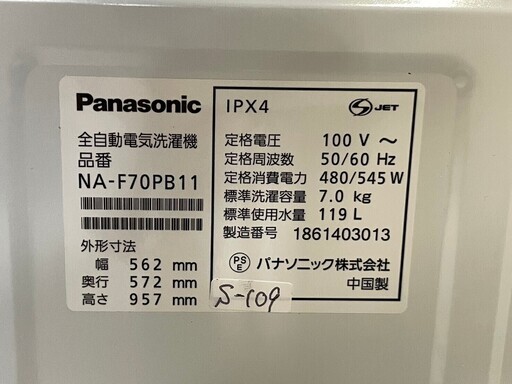 Panasonic
全自動電気洗濯機
品番
NA-F70PB11
外形寸法
幅 562 mm
奥行 572 mm
高さ 957 mm
IPX4
S JET
定格電圧 100 V ～
定格周波数 50/60 Hz
定格消費電力 480/545 W
標準洗濯容量 7.0 kg
標準使用水量 119 L
製造番号 1861403013
PS
E パナソニック株式会社
中国製
S-109